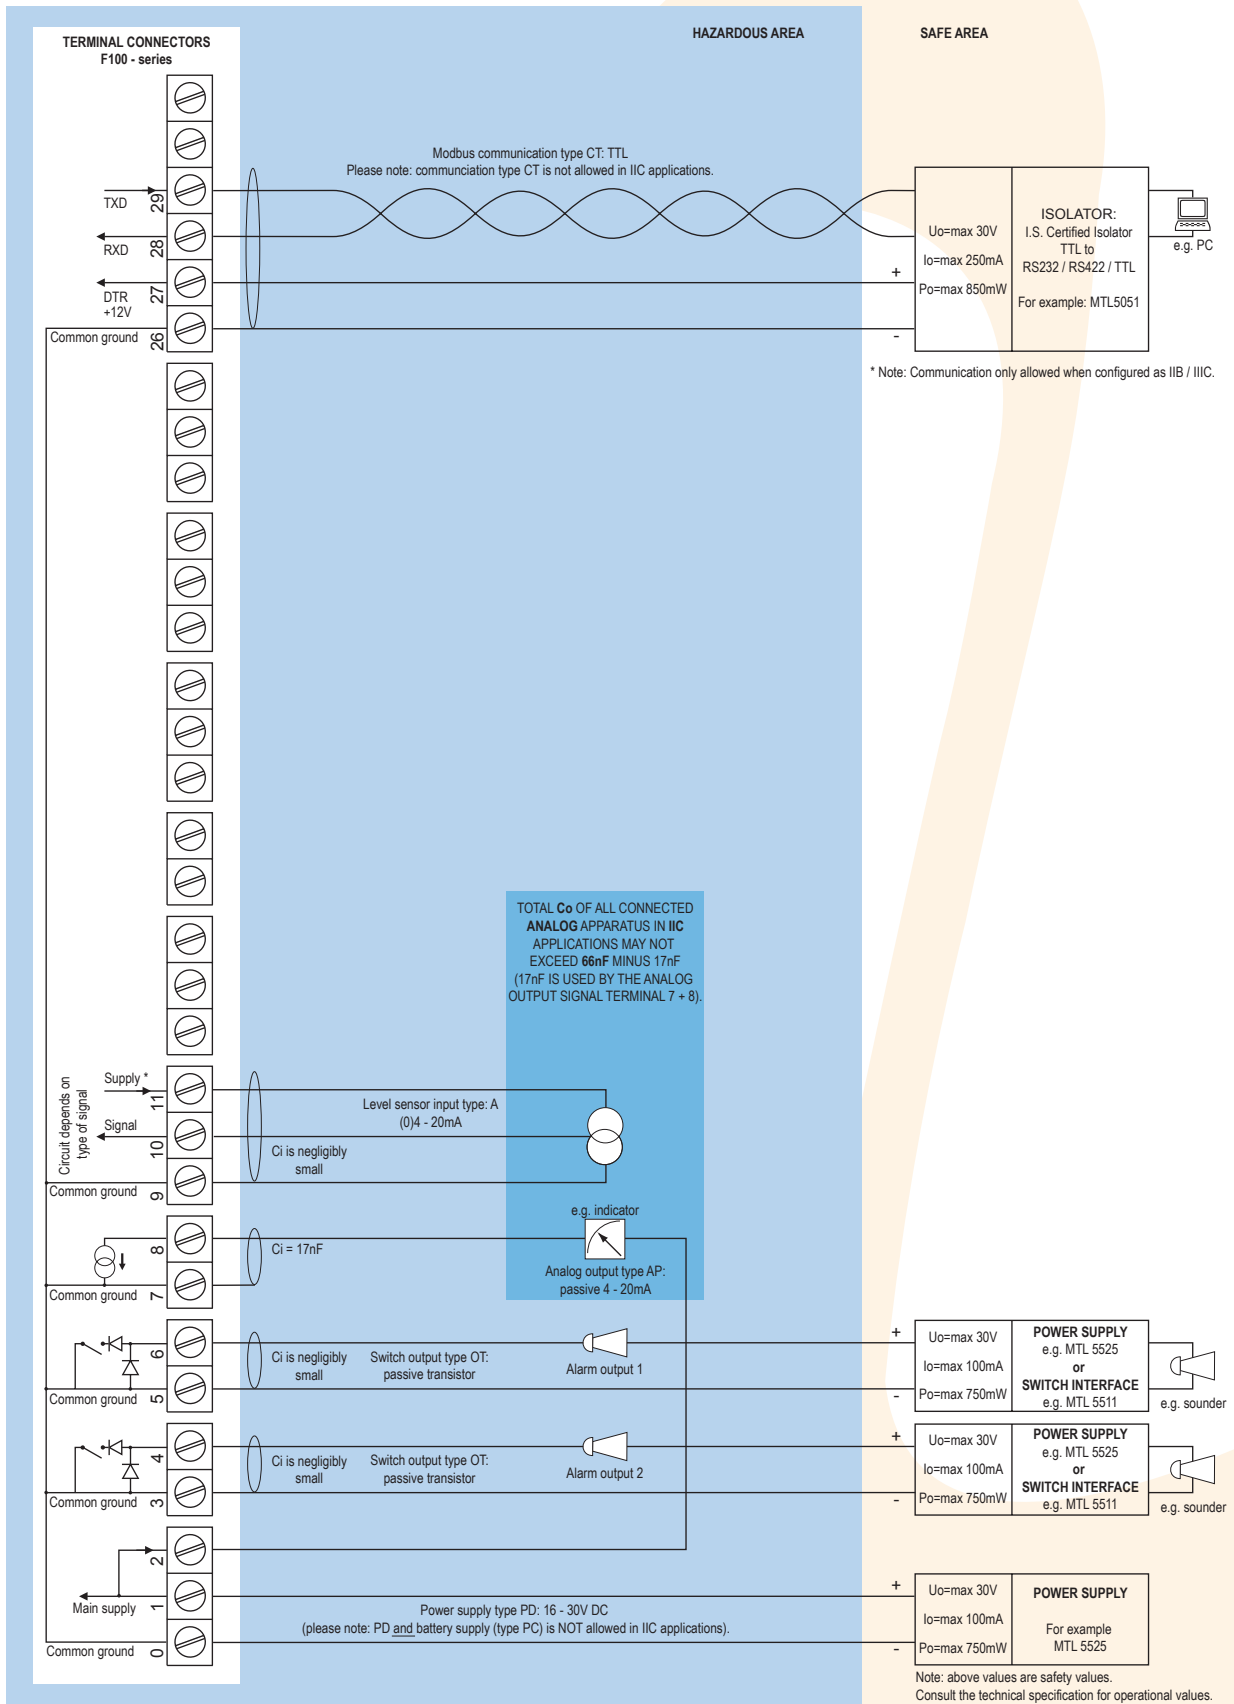 TERMINAL CONNECTORS
F100 - series
HAZARDOUS AREA
SAFE AREA
Modbus communication type CT: TTL
Please note: communciation type CT is not allowed in IIC applications.
TXD
29
RXD
28
DTR
+12V
27
Common ground
26
+
-
Uo=max 30V
Io=max 250mA
Po=max 850mW
ISOLATOR:
I.S. Certified Isolator
TTL to
RS232 / RS422 / TTL
For example: MTL5051
e.g. PC
* Note: Communication only allowed when configured as IIB / IIIC.
TOTAL Co OF ALL CONNECTED
ANALOG APPARATUS IN IIC
APPLICATIONS MAY NOT
EXCEED 66nF MINUS 17nF
(17nF IS USED BY THE ANALOG
OUTPUT SIGNAL TERMINAL 7 + 8).
Circuit depends on
type of signal
Supply *
11
Signal
10
Common ground
9
Level sensor input type: A
(0)4 - 20mA
Ci is negligibly
small
8
Common ground
7
Ci = 17nF
e.g. indicator
Analog output type AP:
passive 4 - 20mA
6
Common ground
5
Ci is negligibly
small
Switch output type OT:
passive transistor
Alarm output 1
+
-
Uo=max 30V
Io=max 100mA
Po=max 750mW
POWER SUPPLY
e.g. MTL 5525
or
SWITCH INTERFACE
e.g. MTL 5511
e.g. sounder
4
Common ground
3
Ci is negligibly
small
Switch output type OT:
passive transistor
Alarm output 2
+
-
Uo=max 30V
Io=max 100mA
Po=max 750mW
POWER SUPPLY
e.g. MTL 5525
or
SWITCH INTERFACE
e.g. MTL 5511
e.g. sounder
2
Main supply
1
Common ground
0
Power supply type PD: 16 - 30V DC
(please note: PD and battery supply (type PC) is NOT allowed in IIC applications).
+
-
Uo=max 30V
Io=max 100mA
Po=max 750mW
POWER SUPPLY
For example
MTL 5525
Note: above values are safety values.
Consult the technical specification for operational values.